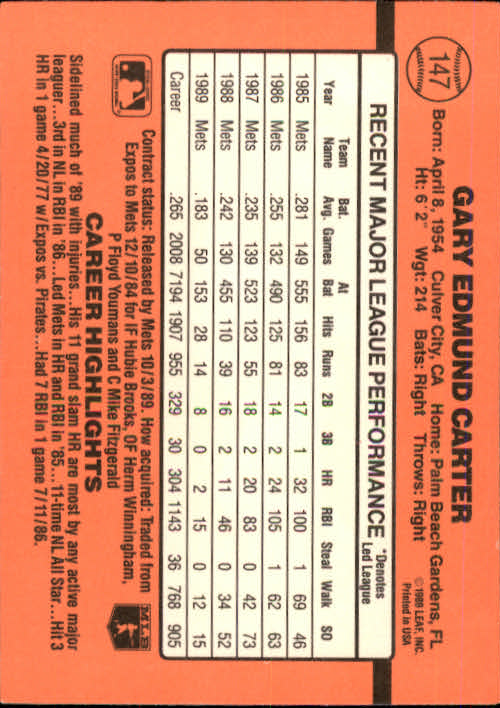 147
GARY EDMUND CARTER
©1989 LEAF, INC.
Printed in USA
Born: April 8, 1954 Culver City, CA Home: Palm Beach Gardens, FL
Ht: 6' 2" Wgt: 214 Bats: Right Throws: Right
RECENT MAJOR LEAGUE PERFORMANCE *Denotes Led League
Year Team Name Bat. Avg. Games At Bat Hits Runs 2B 3B HR RBI Steal Walk SO
1985 Mets .281 149 555 156 83 17 1 32 100 1 69 46
1986 Mets .255 132 490 125 81 14 2 24 105 1 62 63
1987 Mets .235 139 523 123 55 18 2 20 83 0 42 73
1988 Mets .242 130 455 110 39 16 2 11 46 0 34 52
1989 Mets .183 50 153 28 14 8 0 2 15 0 12 15
Career .265 2008 7194 1907 955 329 30 304 1143 36 768 905
Contract status: Released by Mets 10/3/89. How acquired: Traded from
Expos to Mets 12/10/84 for IF Hubie Brooks, OF Herm Winningham,
P Floyd Youmans and C Mike Fitzgerald
MLB
CAREER HIGHLIGHTS
Sidelined much of '89 with injuries...His 11 grand slam HR are most by any active major
leaguer...3rd in NL in RBI in '86...Led Mets in HR and RBI in '85...11-time NL All Star...Hit 3
HR in 1 game 4/20/77 w/Expos vs. Pirates...Had 7 RBI in 1 game 7/11/86.